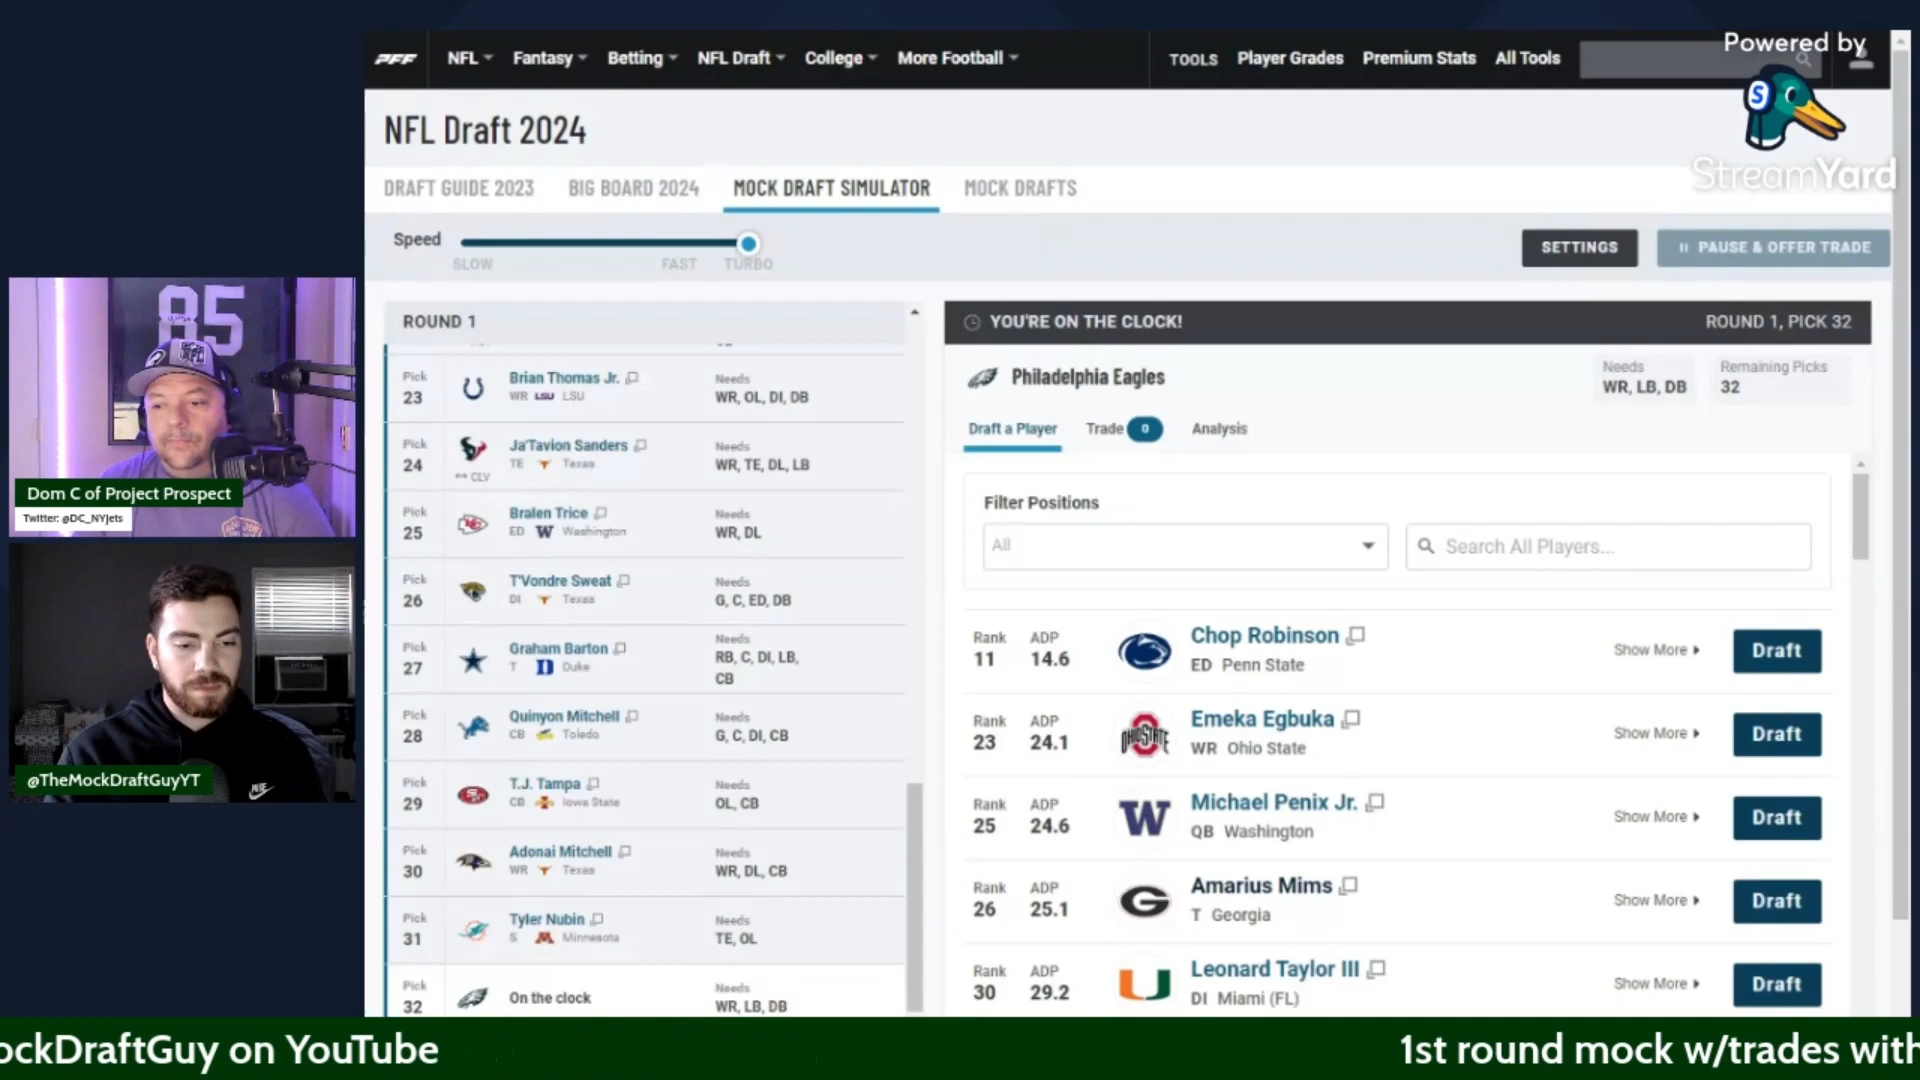 Powered by
StreamYard
PFF
NFL
Fantasy
Betting
NFL Draft
College
More Football
TOOLS
Player Grades
Premium Stats
All Tools
NFL Draft 2024
DRAFT GUIDE 2023
BIG BOARD 2024
MOCK DRAFT SIMULATOR
MOCK DRAFTS
Speed
SLOW
FAST
TURBO
SETTINGS
PAUSE & OFFER TRADE
85
Dom C of Project Prospect
Twitter: @DC_NYjets
@TheMockDraftGuyYT
ROUND 1
Pick
23
Brian Thomas Jr.
WR LSU LSU
Needs
WR, OL, DI, DB
Pick
24
↔ CLV
Ja'Tavion Sanders
TE Texas
Needs
WR, TE, DL, LB
Pick
25
Bralen Trice
ED W Washington
Needs
WR, DL
Pick
26
T'Vondre Sweat
DI Texas
Needs
G, C, ED, DB
Pick
27
Graham Barton
T D Duke
Needs
RB, C, DI, LB,
CB
Pick
28
Quinyon Mitchell
CB Toledo
Needs
G, C, DI, CB
Pick
29
T.J. Tampa
CB Iowa State
Needs
OL, CB
Pick
30
Adonai Mitchell
WR Texas
Needs
WR, DL, CB
Pick
31
Tyler Nubin
S M Minnesota
Needs
TE, OL
Pick
32
On the clock
Needs
WR, LB, DB
YOU'RE ON THE CLOCK!
ROUND 1, PICK 32
Philadelphia Eagles
Needs
WR, LB, DB
Remaining Picks
32
Draft a Player
Trade 0
Analysis
Filter Positions
All
Search All Players...
Rank
11
ADP
14.6
Chop Robinson
ED Penn State
Show More
Draft
Rank
23
ADP
24.1
OHIO STATE
Emeka Egbuka
WR Ohio State
Show More
Draft
Rank
25
ADP
24.6
W
Michael Penix Jr.
QB Washington
Show More
Draft
Rank
26
ADP
25.1
G
Amarius Mims
T Georgia
Show More
Draft
Rank
30
ADP
29.2
Leonard Taylor III
DI Miami (FL)
Show More
Draft
ockDraftGuy on YouTube
1st round mock w/trades with